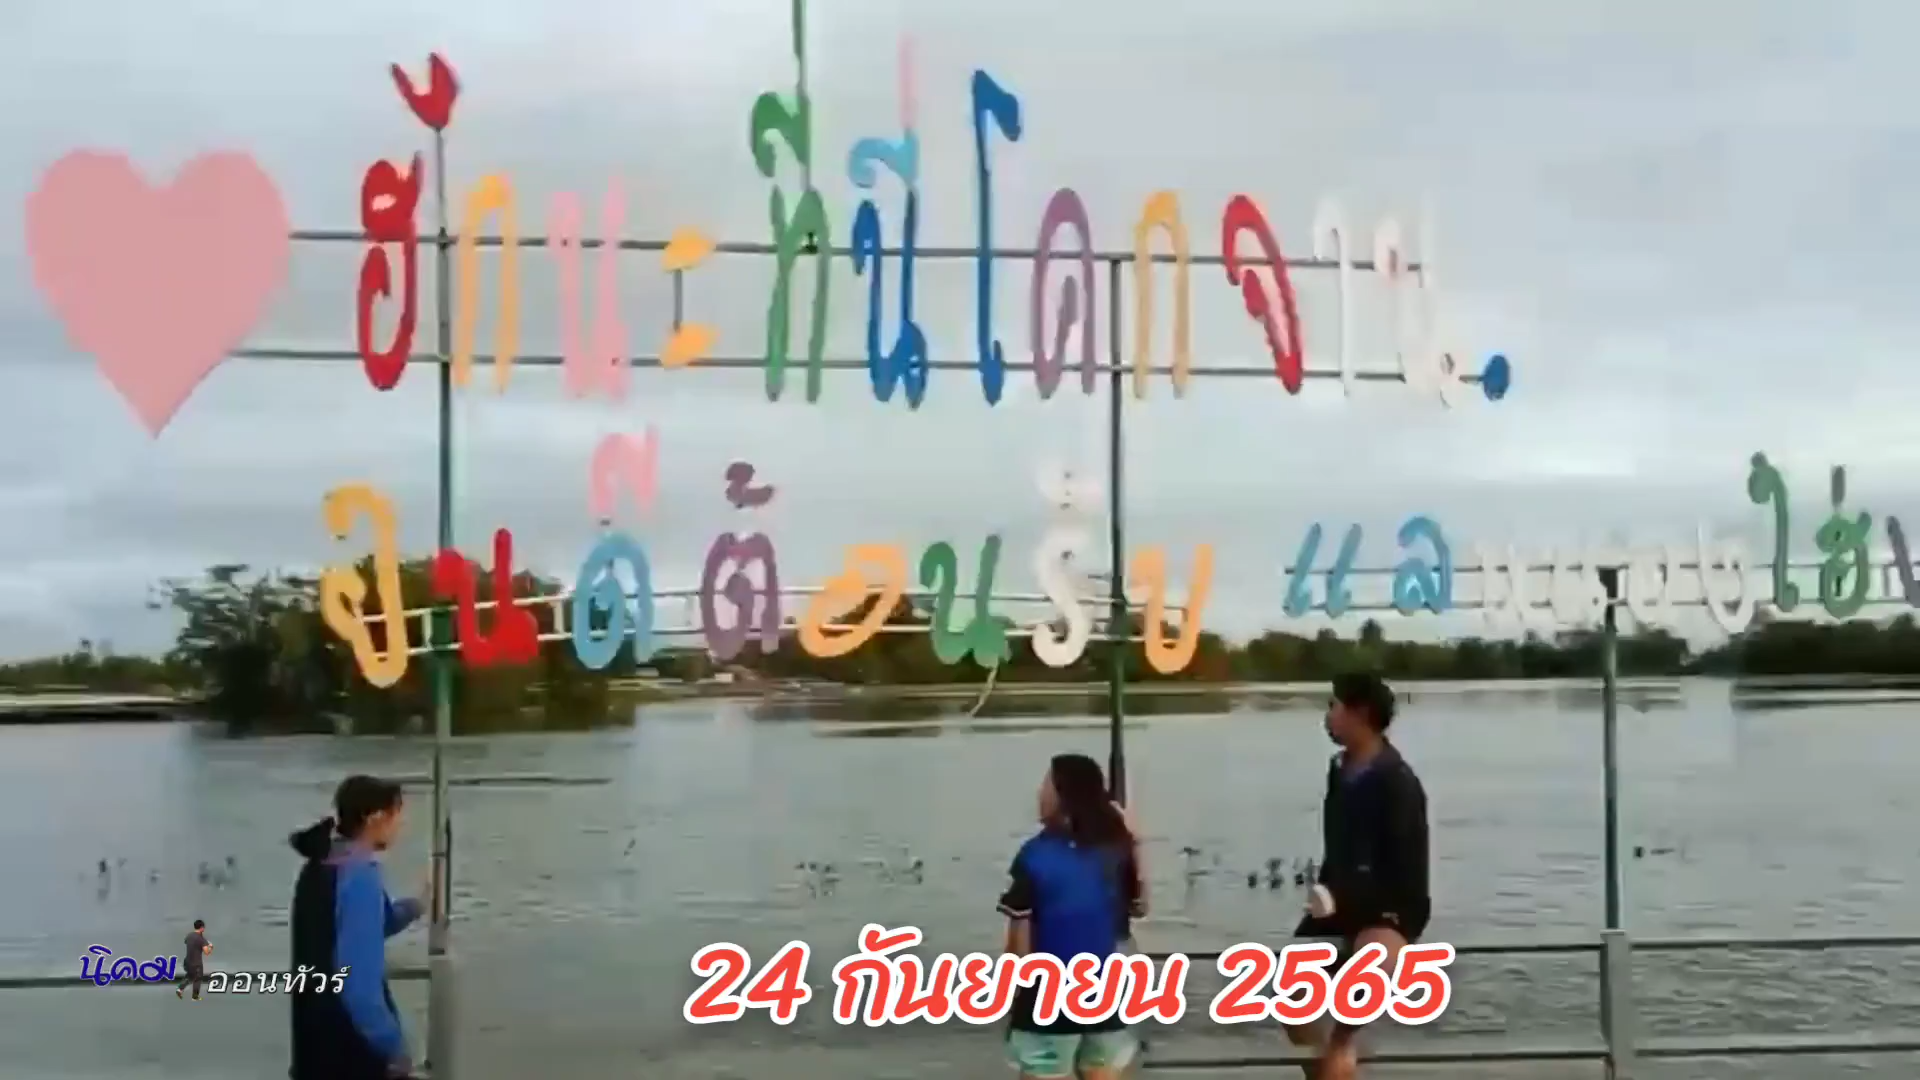 ฮักนะที่นี่โคกจาน
ยินดีต้อนรับ
นิคม ออนทัวร์
24 กันยายน 2565